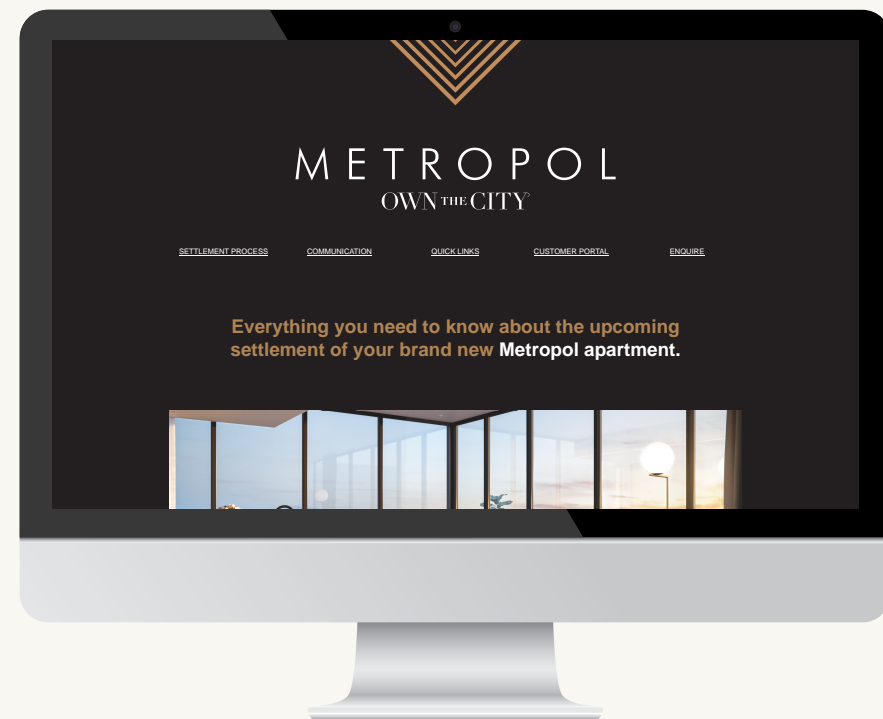 METROPOL
OWN THE CITY
SETTLEMENT PROCESS COMMUNICATION QUICK LINKS CUSTOMER PORTAL ENQUIRE
Everything you need to know about the upcoming
settlement of your brand new Metropol apartment.